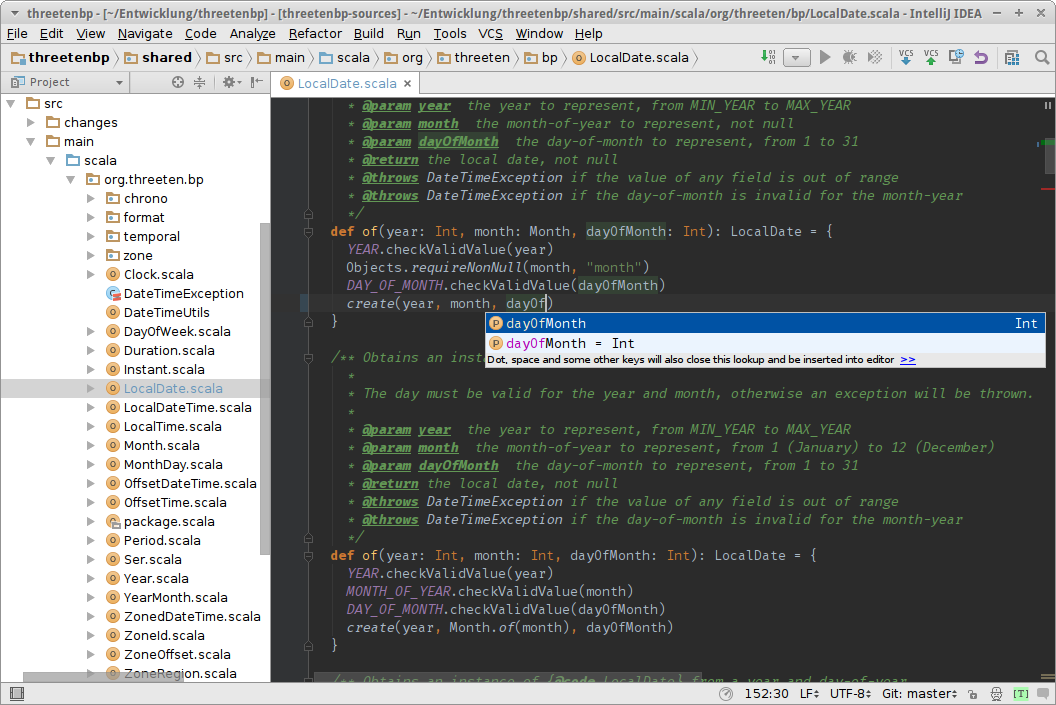 threetenbp - [~/Entwicklung/threetenbp] - [threetenbp-sources] - ~/Entwicklung/threetenbp/shared/src/main/scala/org/threeten/bp/LocalDate.scala - IntelliJ IDEA
File Edit View Navigate Code Analyze Refactor Build Run Tools VCS Window Help
threetenbp shared src main scala org threeten bp LocalDate.scala
VCS VCS
Project
LocalDate.scala
src
changes
main
scala
org.threeten.bp
chrono
format
temporal
zone
Clock.scala
DateTimeException
DateTimeUtils
DayOfWeek.scala
Duration.scala
Instant.scala
LocalDate.scala
LocalDateTime.scala
LocalTime.scala
Month.scala
MonthDay.scala
OffsetDateTime.scala
OffsetTime.scala
package.scala
Period.scala
Ser.scala
Year.scala
YearMonth.scala
ZonedDateTime.scala
ZoneId.scala
ZoneOffset.scala
ZoneRegion.scala
* @param year  the year to represent, from MIN_YEAR to MAX_YEAR
* @param month  the month-of-year to represent, not null
* @param dayOfMonth  the day-of-month to represent, from 1 to 31
* @return the local date, not null
* @throws DateTimeException if the value of any field is out of range
* @throws DateTimeException if the day-of-month is invalid for the month-year
*/
def of(year: Int, month: Month, dayOfMonth: Int): LocalDate = {
YEAR.checkValidValue(year)
Objects.requireNonNull(month, "month")
DAY_OF_MONTH.checkValidValue(dayOfMonth)
create(year, month, dayOf)
}
dayOfMonth Int
dayOfMonth = Int
Dot, space and some other keys will also close this lookup and be inserted into editor >>
/** Obtains an inst
*
* The day must be valid for the year and month, otherwise an exception will be thrown.
*
* @param year  the year to represent, from MIN_YEAR to MAX_YEAR
* @param month  the month-of-year to represent, from 1 (January) to 12 (December)
* @param dayOfMonth  the day-of-month to represent, from 1 to 31
* @return the local date, not null
* @throws DateTimeException if the value of any field is out of range
* @throws DateTimeException if the day-of-month is invalid for the month-year
*/
def of(year: Int, month: Int, dayOfMonth: Int): LocalDate = {
YEAR.checkValidValue(year)
MONTH_OF_YEAR.checkValidValue(month)
DAY_OF_MONTH.checkValidValue(dayOfMonth)
create(year, Month.of(month), dayOfMonth)
}
/** Obtains an instance of {@code LocalDate} from a year and day-of-year
152:30 LF UTF-8 Git: master [T]